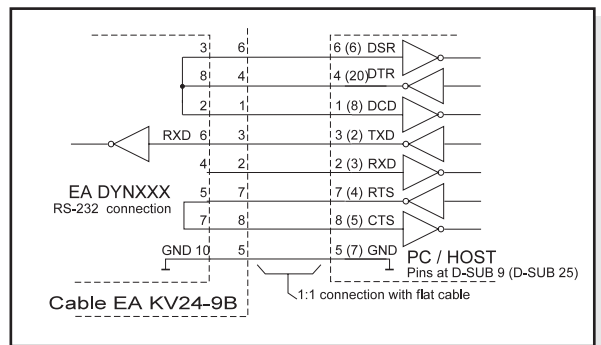 3 6 6 (6) DSR
8 4 4 (20) DTR
2 1 1 (8) DCD
RXD 6 3 3 (2) TXD
4 2 2 (3) RXD
5 7 7 (4) RTS
EA DYNXXX
RS-232 connection
7 8 8 (5) CTS
GND 10 5 5 (7) GND
PC / HOST
Pins at D-SUB 9 (D-SUB 25)
1:1 connection with flat cable
Cable EA KV24-9B